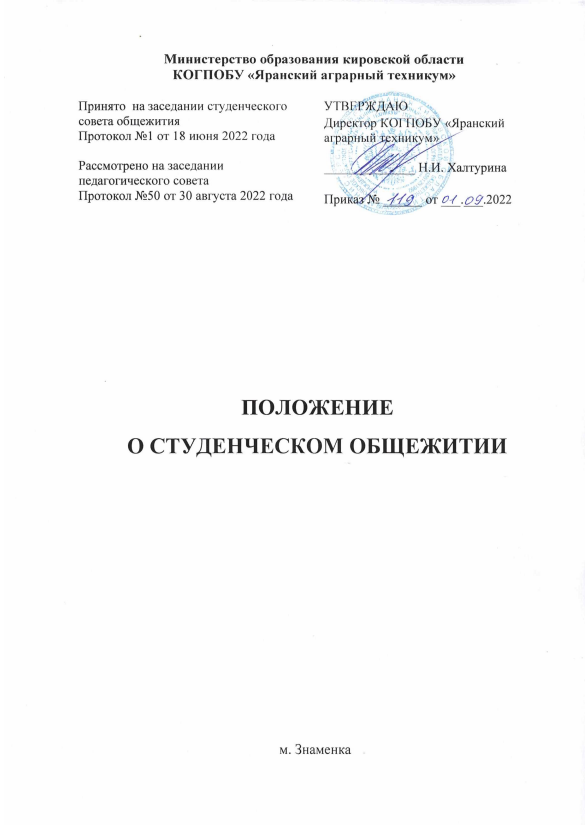 Министерство образования кировской области
КОГПОБУ «Яранский аграрный техникум»
Принято на заседании студенческого
совета общежития
Протокол №1 от 18 июня 2022 года
Рассмотрено на заседании
педагогического совета
Протокол №50 от 30 августа 2022 года
УТВЕРЖДАЮ
Директор КОГПОБУ «Яранский
аграрный техникум»
Н.И. Халтурина
Приказ № 119 от 01.09.2022
ПОЛОЖЕНИЕ
О СТУДЕНЧЕСКОМ ОБЩЕЖИТИИ
м. Знаменка